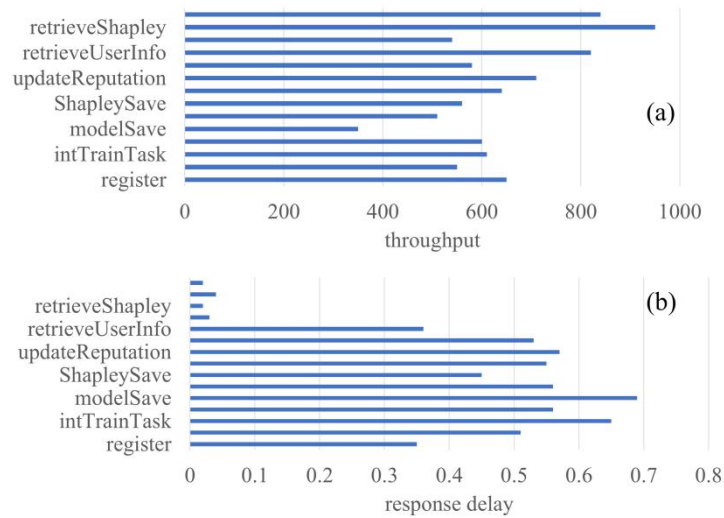 retrieveShapley
retrieveUserInfo
updateReputation
ShapleySave
modelSave
intTrainTask
register
(a)
0 200 400 600 800 1000
throughput
retrieveShapley
retrieveUserInfo
updateReputation
ShapleySave
modelSave
intTrainTask
register
(b)
0 0.1 0.2 0.3 0.4 0.5 0.6 0.7 0.8
response delay